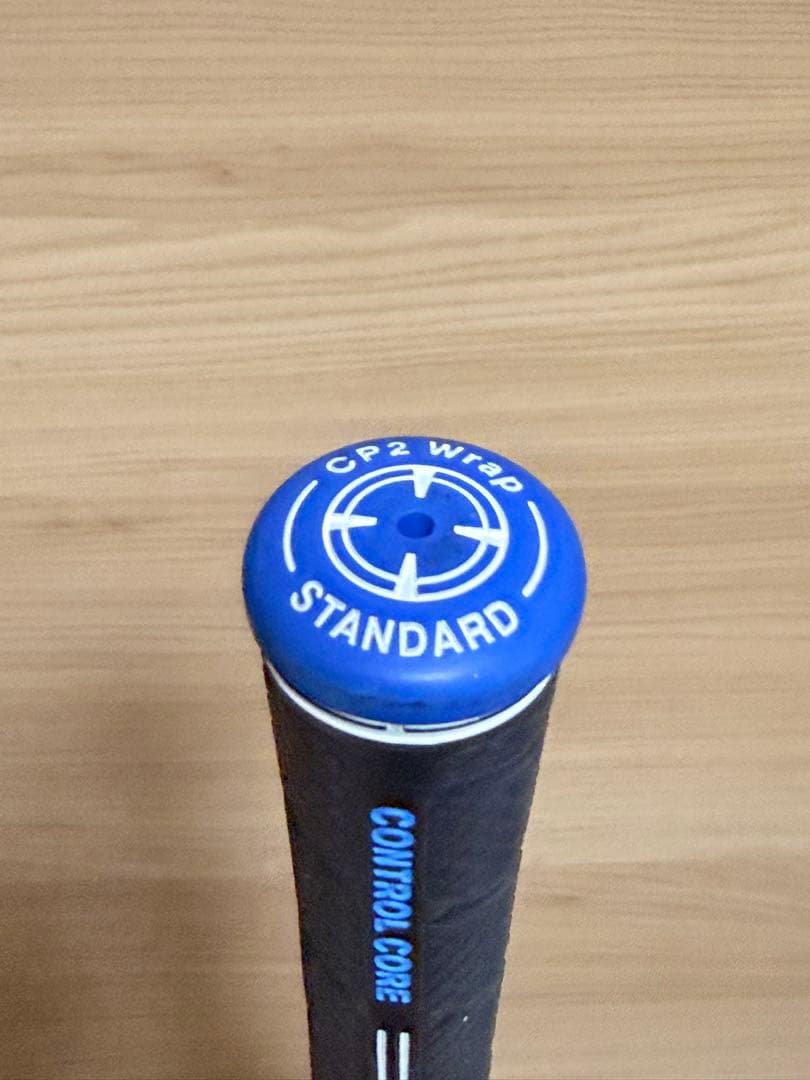 CP2 Wrap
STANDARD
CONTROL CORE